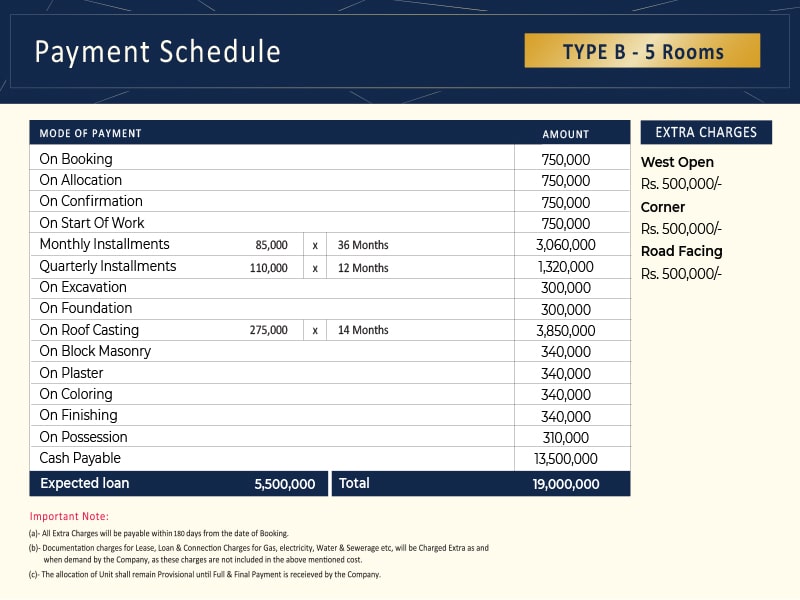 Payment Schedule
TYPE B - 5 Rooms
MODE OF PAYMENT AMOUNT
On Booking 750,000
On Allocation 750,000
On Confirmation 750,000
On Start Of Work 750,000
Monthly Installments 85,000 x 36 Months 3,060,000
Quarterly Installments 110,000 x 12 Months 1,320,000
On Excavation 300,000
On Foundation 300,000
On Roof Casting 275,000 x 14 Months 3,850,000
On Block Masonry 340,000
On Plaster 340,000
On Coloring 340,000
On Finishing 340,000
On Possession 310,000
Cash Payable 13,500,000
Expected loan 5,500,000 Total 19,000,000
EXTRA CHARGES
West Open
Rs. 500,000/-
Corner
Rs. 500,000/-
Road Facing
Rs. 500,000/-
Important Note:
(a)- All Extra Charges will be payable within 180 days from the date of Booking.
(b)- Documentation charges for Lease, Loan & Connection Charges for Gas, electricity, Water & Sewerage etc, will be Charged Extra as and
when demand by the Company, as these charges are not included in the above mentioned cost.
(c)- The allocation of Unit shall remain Provisional until Full & Final Payment is receieved by the Company.